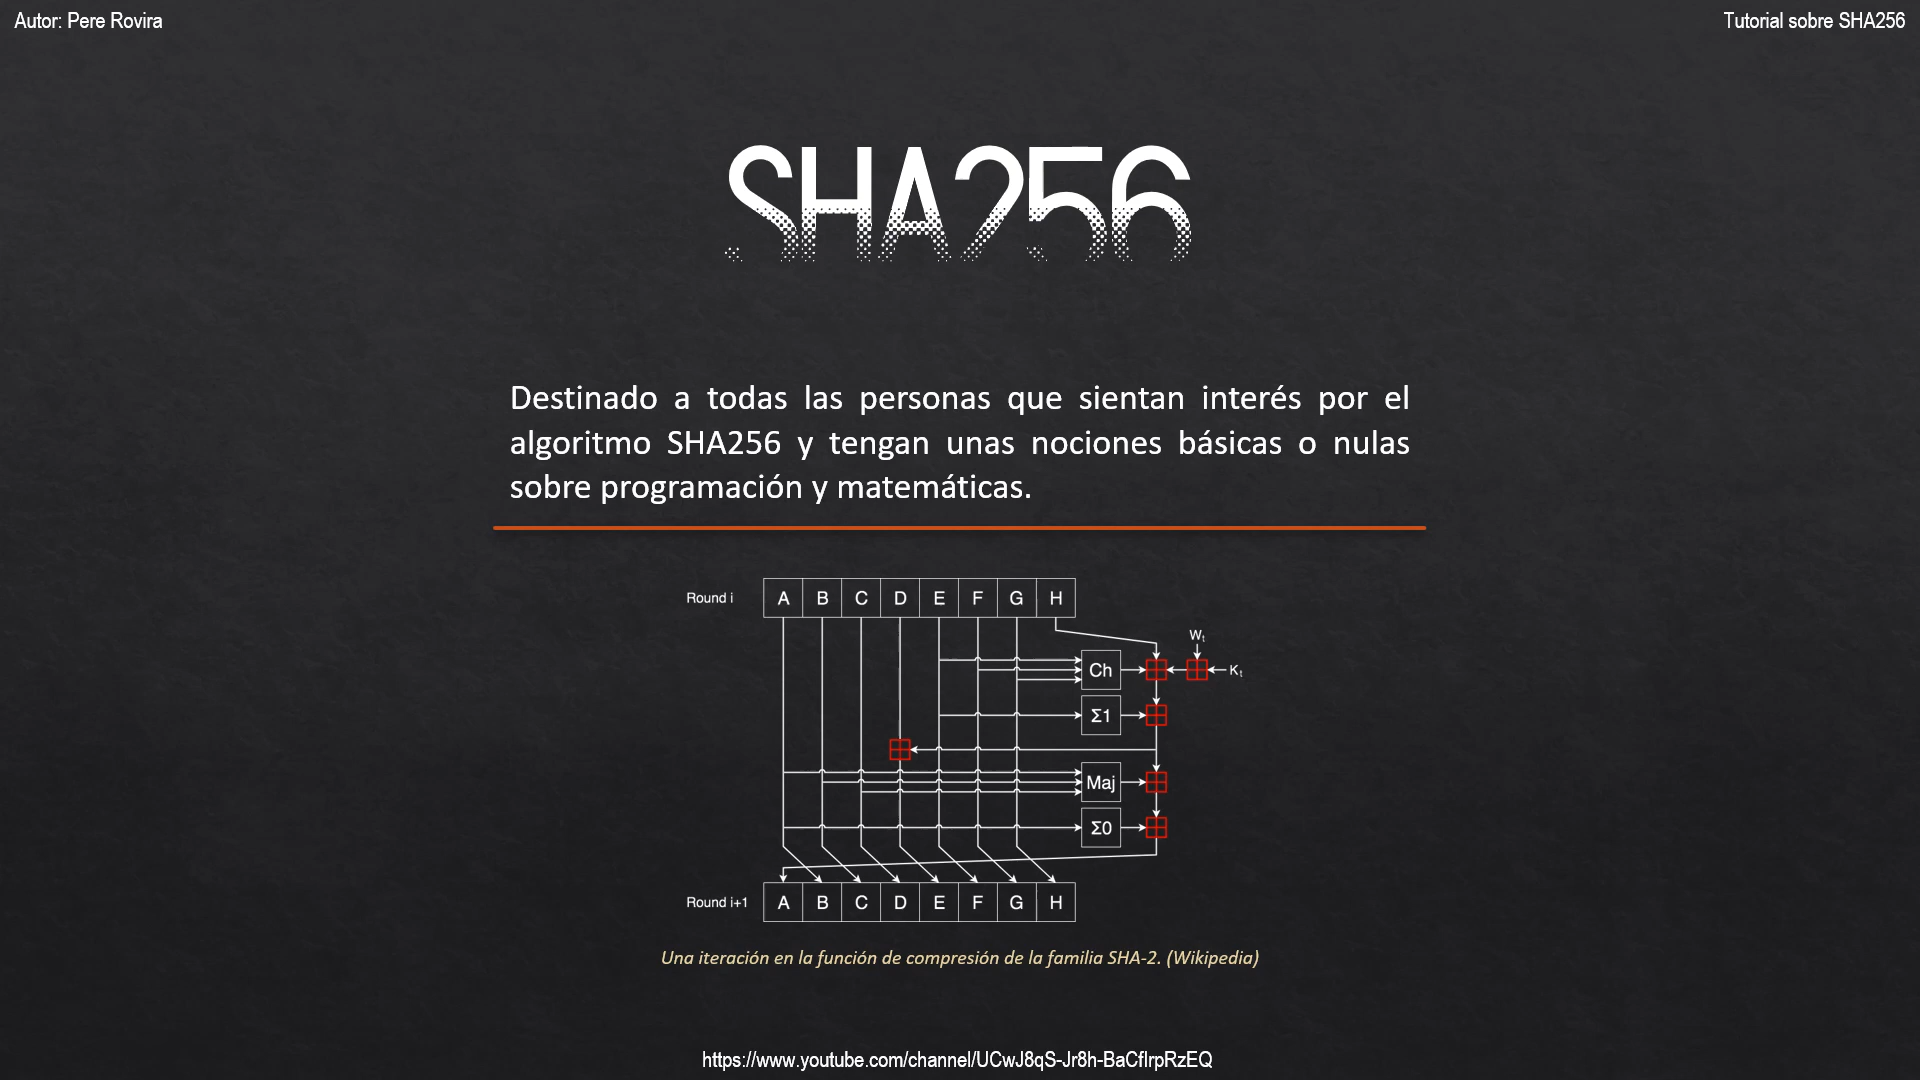 Autor: Pere Rovira
Tutorial sobre SHA256
SHA256
Destinado a todas las personas que sientan interés por el
algoritmo SHA256 y tengan unas nociones básicas o nulas
sobre programación y matemáticas.
Round i A B C D E F G H
Wt
Ch
Kt
Σ1
Maj
Σ0
Round i+1 A B C D E F G H
Una iteración en la función de compresión de la familia SHA-2. (Wikipedia)
https://www.youtube.com/channel/UCwJ8qS-Jr8h-BaCfIrpRzEQ